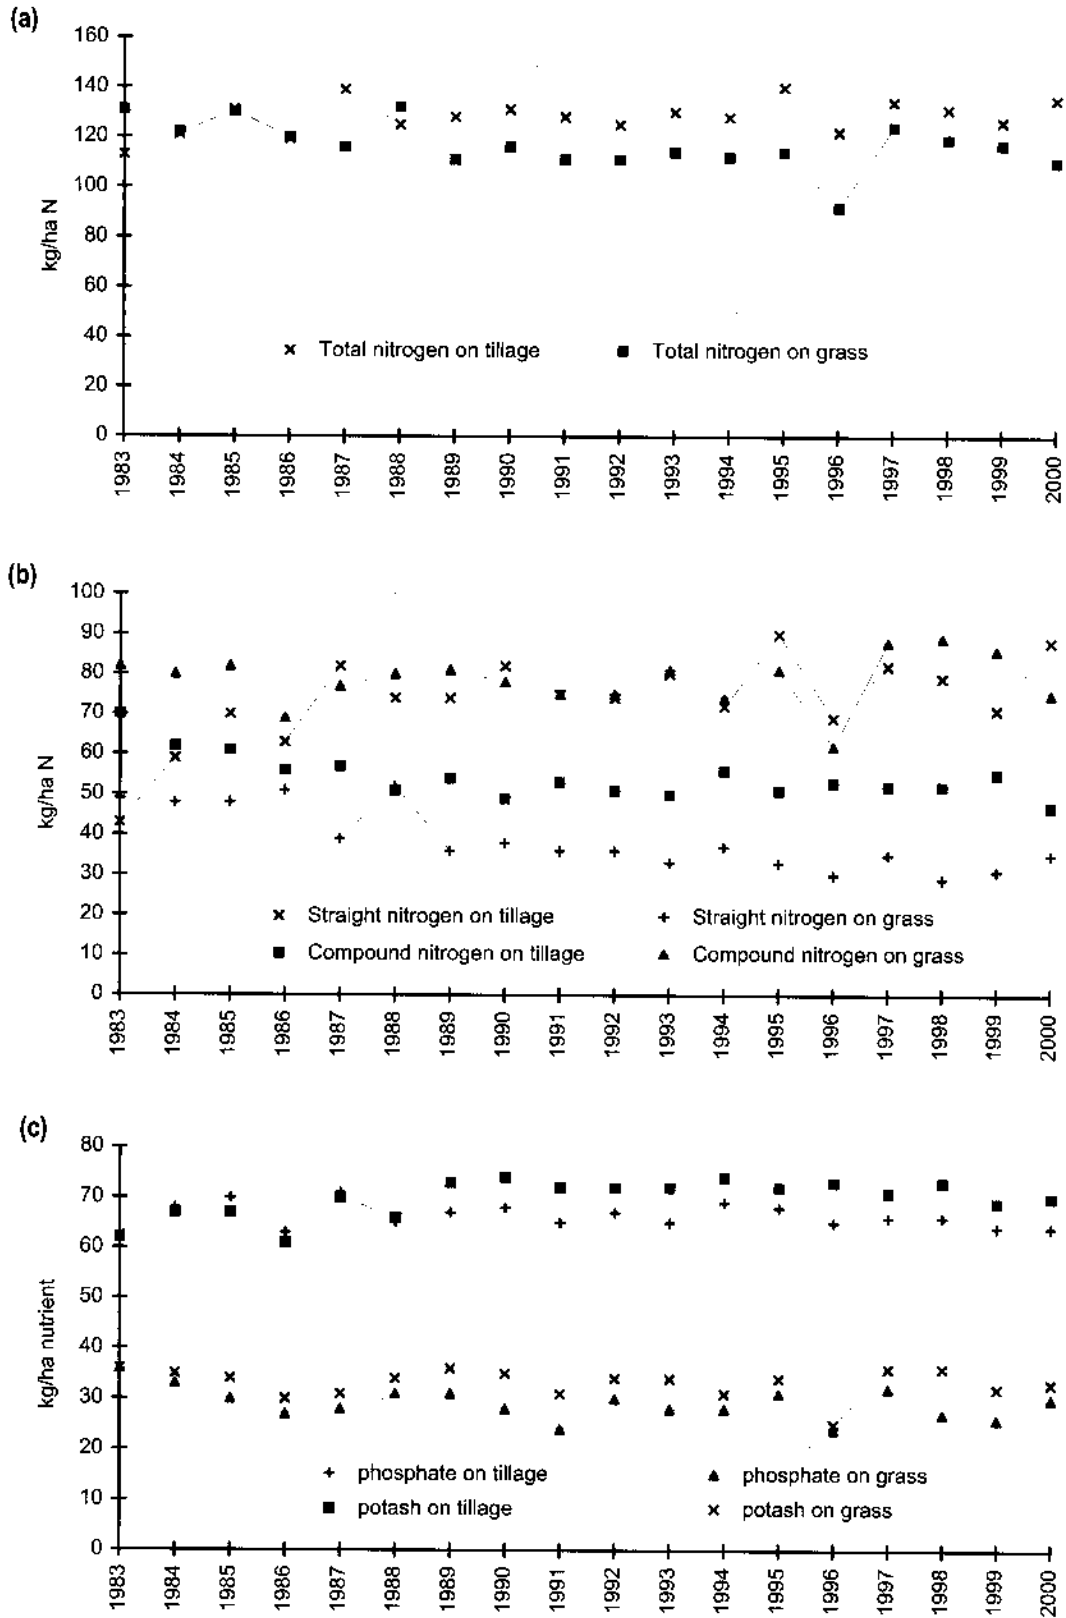 (a)
160
140
120
100
80
60
40
20
0
kg/ha N
× Total nitrogen on tillage ■ Total nitrogen on grass
1983 1984 1985 1986 1987 1988 1989 1990 1991 1992 1993 1994 1995 1996 1997 1998 1999 2000
(b)
100
90
80
70
60
50
40
30
20
10
0
kg/ha N
× Straight nitrogen on tillage + Straight nitrogen on grass
■ Compound nitrogen on tillage ▲ Compound nitrogen on grass
1983 1984 1985 1986 1987 1988 1989 1990 1991 1992 1993 1994 1995 1996 1997 1998 1999 2000
(c)
80
70
60
50
40
30
20
10
0
kg/ha nutrient
+ phosphate on tillage ▲ phosphate on grass
■ potash on tillage × potash on grass
1983 1984 1985 1986 1987 1988 1989 1990 1991 1992 1993 1994 1995 1996 1997 1998 1999 2000